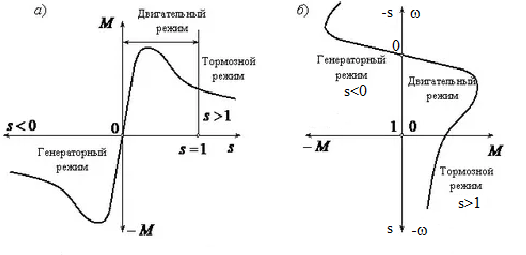 а)
M
Двигательный
режим
Тормозной
режим
s<0
0
s>1
Генераторный
режим
s=1
s
-M
б)
-s
ω
0
Генераторный
режим
s<0
Двигательный
режим
1
0
-M
M
Тормозной
режим
s>1
s
-ω